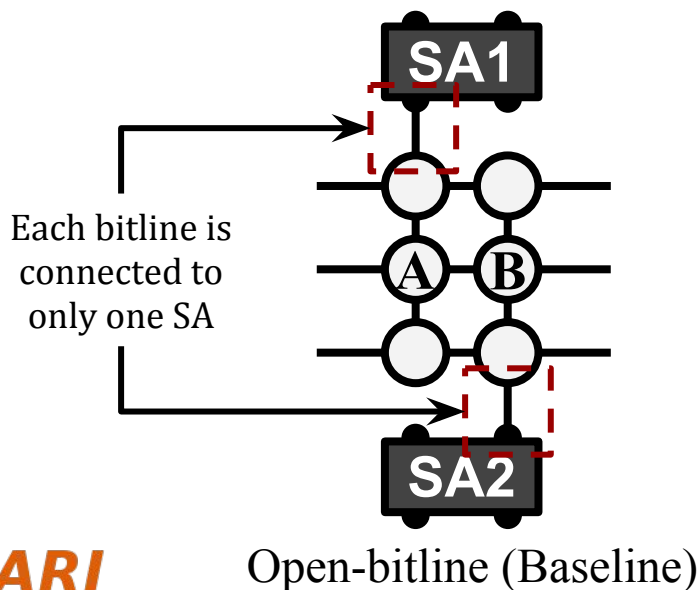 SA1
Each bitline is
connected to
only one SA
A B
SA2
ARI
Open-bitline (Baseline)